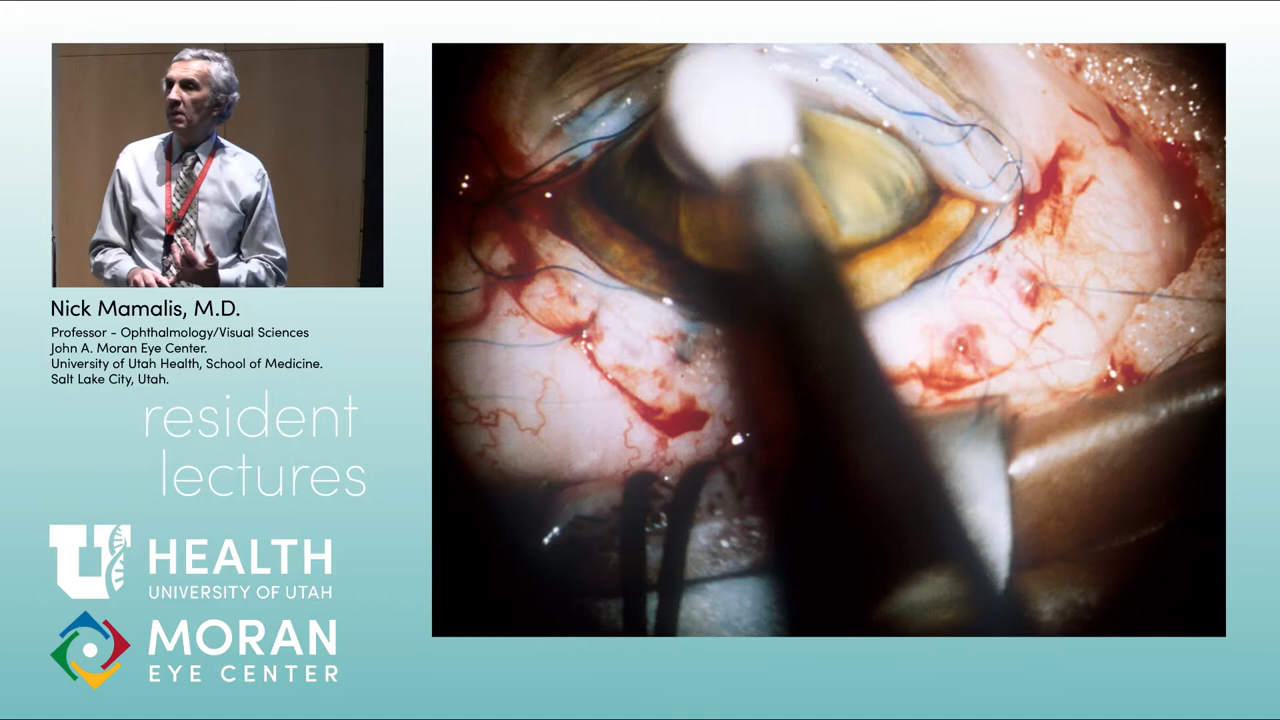 Nick Mamalis, M.D.
Professor - Ophthalmology/Visual Sciences
John A. Moran Eye Center.
University of Utah Health, School of Medicine.
Salt Lake City, Utah.
resident
lectures
U HEALTH
UNIVERSITY OF UTAH
MORAN
EYE CENTER